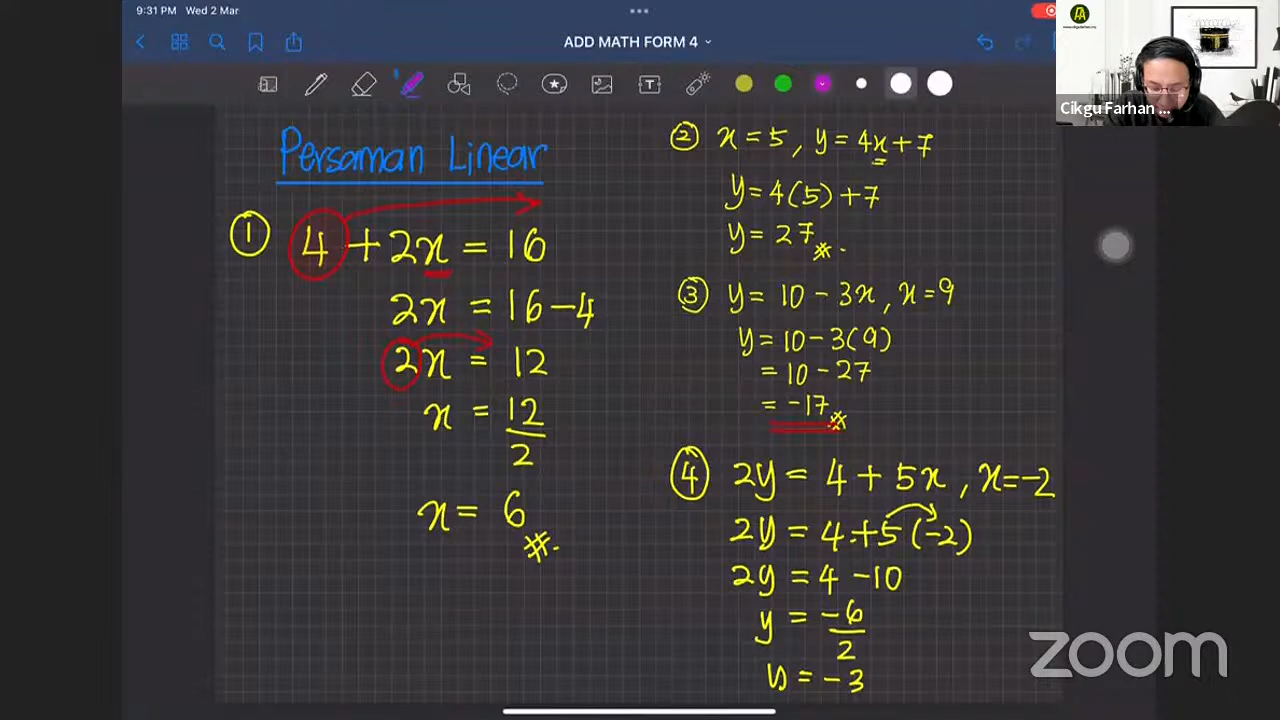 9:31 PM Wed 2 Mar
ADD MATH FORM 4
Cikgu Farhan ...
Persaman Linear
① 4 + 2x = 16
2x = 16 - 4
2x = 12
x = 12/2
x = 6 #.
② x = 5, y = 4x + 7
y = 4(5) + 7
y = 27 #.
③ y = 10 - 3x, x = 9
y = 10 - 3(9)
= 10 - 27
= -17 #
④ 2y = 4 + 5x, x = -2
2y = 4 + 5(-2)
2y = 4 - 10
y = -6/2
y = -3
zoom